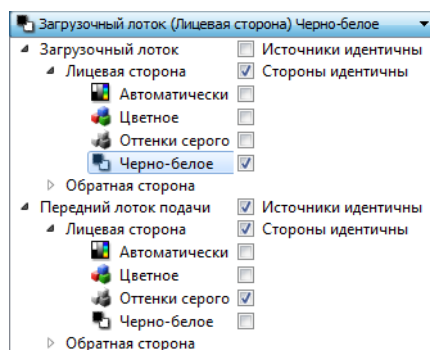 Загрузочный лоток (Лицевая сторона) Черно-белое
Загрузочный лоток Источники идентичны
Лицевая сторона Стороны идентичны
Автоматически
Цветное
Оттенки серого
Черно-белое
Обратная сторона
Передний лоток подачи Источники идентичны
Лицевая сторона Стороны идентичны
Автоматически
Цветное
Оттенки серого
Черно-белое
Обратная сторона